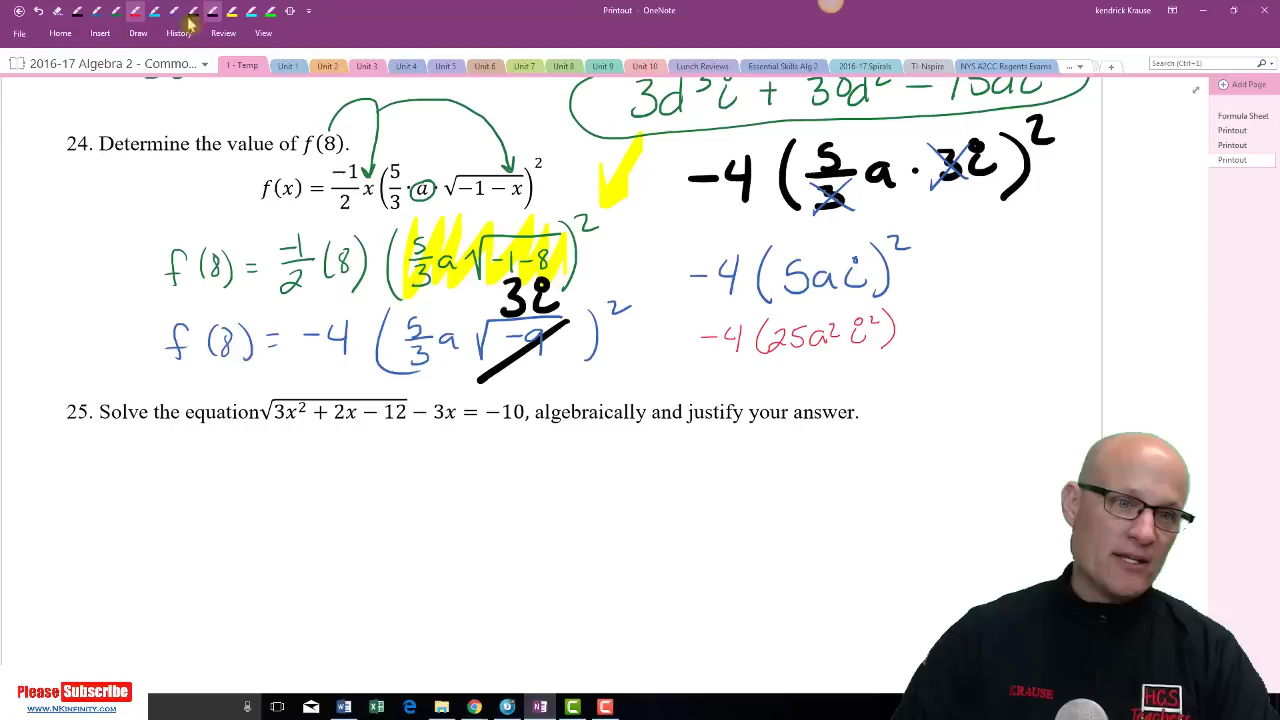 Printout - OneNote
kendrick Krause
File Home Insert Draw History Review View
2016-17 Algebra 2 - Commo...
I - Temp Unit 1 Unit 2 Unit 3 Unit 4 Unit 5 Unit 6 Unit 7 Unit 8 Unit 9 Unit 10 Lunch Reviews. Essential Skills Alg 2 2016-17 Spirals TI-Nspire NYS A2CC Regents Exams ...
Search (Ctrl+E)
Add Page
Formula Sheet
Printout
Printout
Printout
24. Determine the value of f(8).
f(x) = -1/2 x(5/3 · a · √(-1 - x))²
f(8) = -1/2 (8) (5/3 a √(-1-8))²
3i
f(8) = -4 (5/3 a √(-9))²
-4 (5/3 a · 3i)²
-4 (5ai)²
-4 (25a² i²)
25. Solve the equation √(3x² + 2x - 12) - 3x = -10, algebraically and justify your answer.
KRAUSE
HCS
Please Subscribe
www.NKinfinity.com